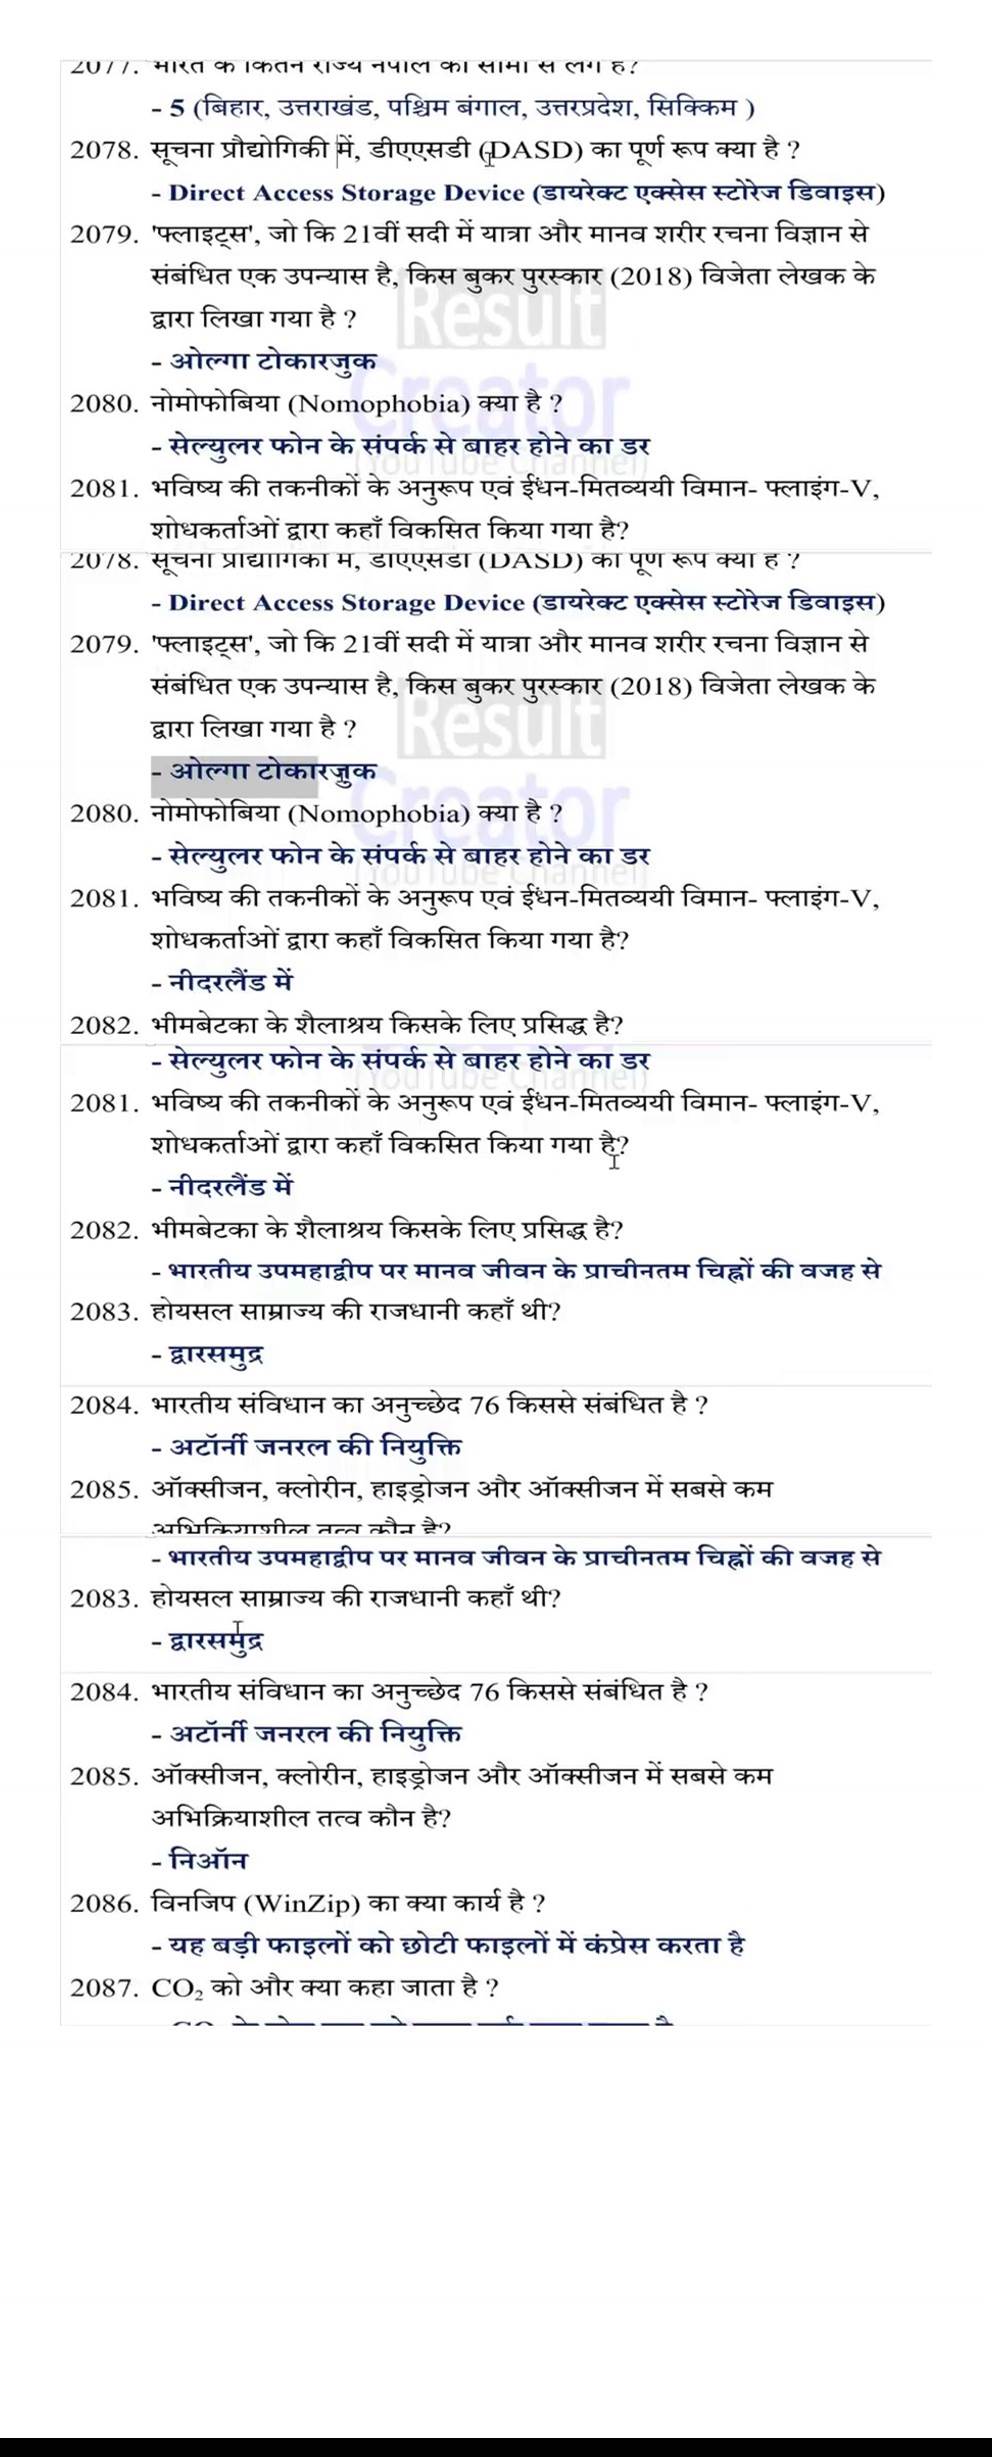 2077. भारत के कितने राज्य नेपाल की सीमा से लगे हैं?
- 5 (बिहार, उत्तराखंड, पश्चिम बंगाल, उत्तरप्रदेश, सिक्किम )
2078. सूचना प्रौद्योगिकी में, डीएएसडी (DASD) का पूर्ण रूप क्या है ?
- Direct Access Storage Device (डायरेक्ट एक्सेस स्टोरेज डिवाइस)
2079. 'फ्लाइट्स', जो कि 21वीं सदी में यात्रा और मानव शरीर रचना विज्ञान से
संबंधित एक उपन्यास है, किस बुकर पुरस्कार (2018) विजेता लेखक के
द्वारा लिखा गया है ?
- ओल्गा टोकारजुक
2080. नोमोफोबिया (Nomophobia) क्या है ?
- सेल्युलर फोन के संपर्क से बाहर होने का डर
2081. भविष्य की तकनीकों के अनुरूप एवं ईधन-मितव्ययी विमान- फ्लाइंग-V,
शोधकर्ताओं द्वारा कहाँ विकसित किया गया है?
2078. सूचना प्रौद्योगिकी में, डीएएसडी (DASD) का पूर्ण रूप क्या है ?
- Direct Access Storage Device (डायरेक्ट एक्सेस स्टोरेज डिवाइस)
2079. 'फ्लाइट्स', जो कि 21वीं सदी में यात्रा और मानव शरीर रचना विज्ञान से
संबंधित एक उपन्यास है, किस बुकर पुरस्कार (2018) विजेता लेखक के
द्वारा लिखा गया है ?
- ओल्गा टोकारजुक
2080. नोमोफोबिया (Nomophobia) क्या है ?
- सेल्युलर फोन के संपर्क से बाहर होने का डर
2081. भविष्य की तकनीकों के अनुरूप एवं ईधन-मितव्ययी विमान- फ्लाइंग-V,
शोधकर्ताओं द्वारा कहाँ विकसित किया गया है?
- नीदरलैंड में
2082. भीमबेटका के शैलाश्रय किसके लिए प्रसिद्ध है?
- सेल्युलर फोन के संपर्क से बाहर होने का डर
2081. भविष्य की तकनीकों के अनुरूप एवं ईधन-मितव्ययी विमान- फ्लाइंग-V,
शोधकर्ताओं द्वारा कहाँ विकसित किया गया है?
- नीदरलैंड में
2082. भीमबेटका के शैलाश्रय किसके लिए प्रसिद्ध है?
- भारतीय उपमहाद्वीप पर मानव जीवन के प्राचीनतम चिह्नों की वजह से
2083. होयसल साम्राज्य की राजधानी कहाँ थी?
- द्वारसमुद्र
2084. भारतीय संविधान का अनुच्छेद 76 किससे संबंधित है ?
- अटॉर्नी जनरल की नियुक्ति
2085. ऑक्सीजन, क्लोरीन, हाइड्रोजन और ऑक्सीजन में सबसे कम
अभिक्रियाशील तत्व कौन है?
- भारतीय उपमहाद्वीप पर मानव जीवन के प्राचीनतम चिह्नों की वजह से
2083. होयसल साम्राज्य की राजधानी कहाँ थी?
- द्वारसमुद्र
2084. भारतीय संविधान का अनुच्छेद 76 किससे संबंधित है ?
- अटॉर्नी जनरल की नियुक्ति
2085. ऑक्सीजन, क्लोरीन, हाइड्रोजन और ऑक्सीजन में सबसे कम
अभिक्रियाशील तत्व कौन है?
- निऑन
2086. विनजिप (WinZip) का क्या कार्य है ?
- यह बड़ी फाइलों को छोटी फाइलों में कंप्रेस करता है
2087. CO₂ को और क्या कहा जाता है ?